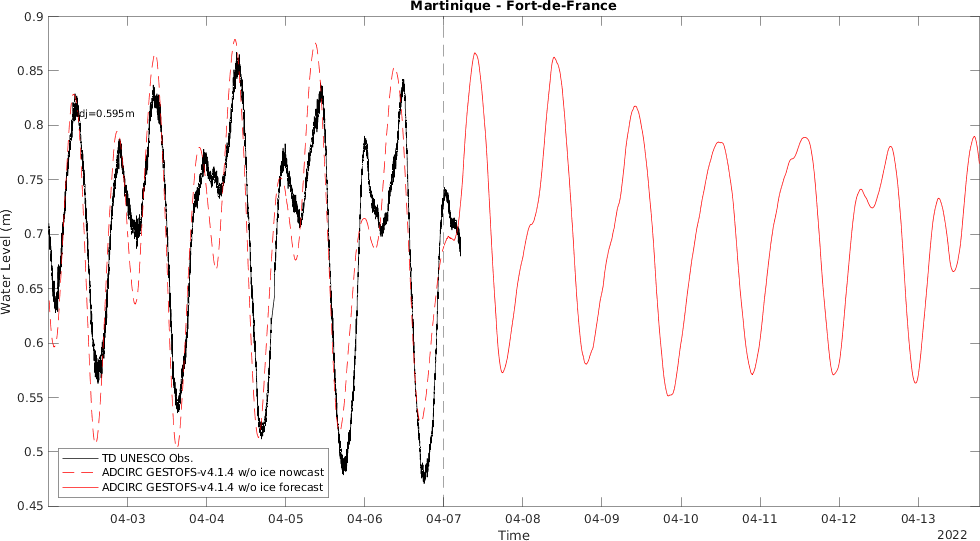 Martinique - Fort-de-France
0.9
0.85
0.8
0.75
0.7
0.65
0.6
0.55
0.5
0.45
Water Level (m)
dj=0.595m
TD UNESCO Obs.
ADCIRC GESTOFS-v4.1.4 w/o ice nowcast
ADCIRC GESTOFS-v4.1.4 w/o ice forecast
04-03 04-04 04-05 04-06 04-07 04-08 04-09 04-10 04-11 04-12 04-13
Time
2022